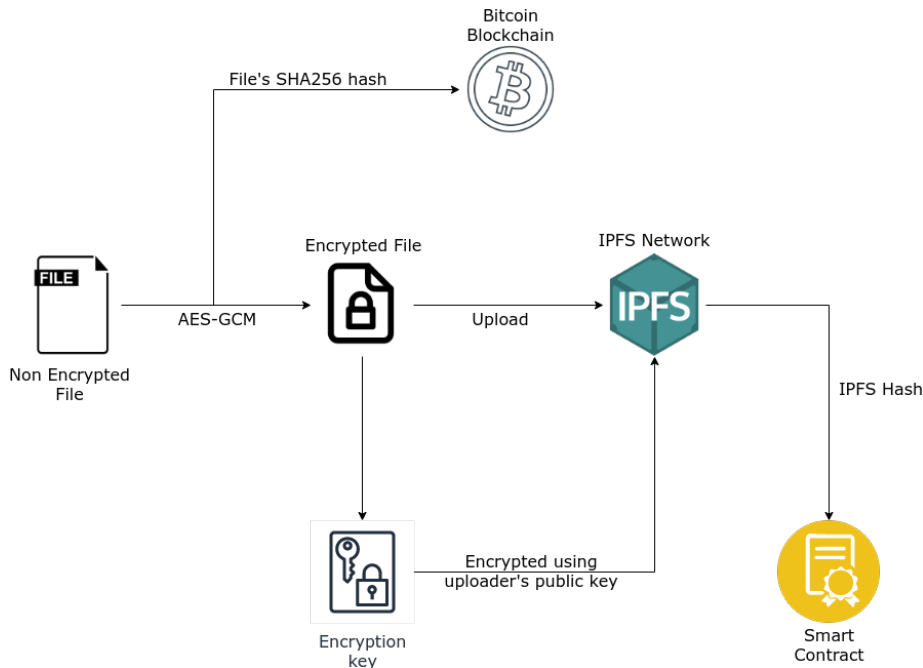 Bitcoin
Blockchain
File's SHA256 hash
Encrypted File
IPFS Network
FILE
IPFS
AES-GCM
Upload
Non Encrypted
File
IPFS Hash
Encrypted using
uploader's public key
Encryption
key
Smart
Contract